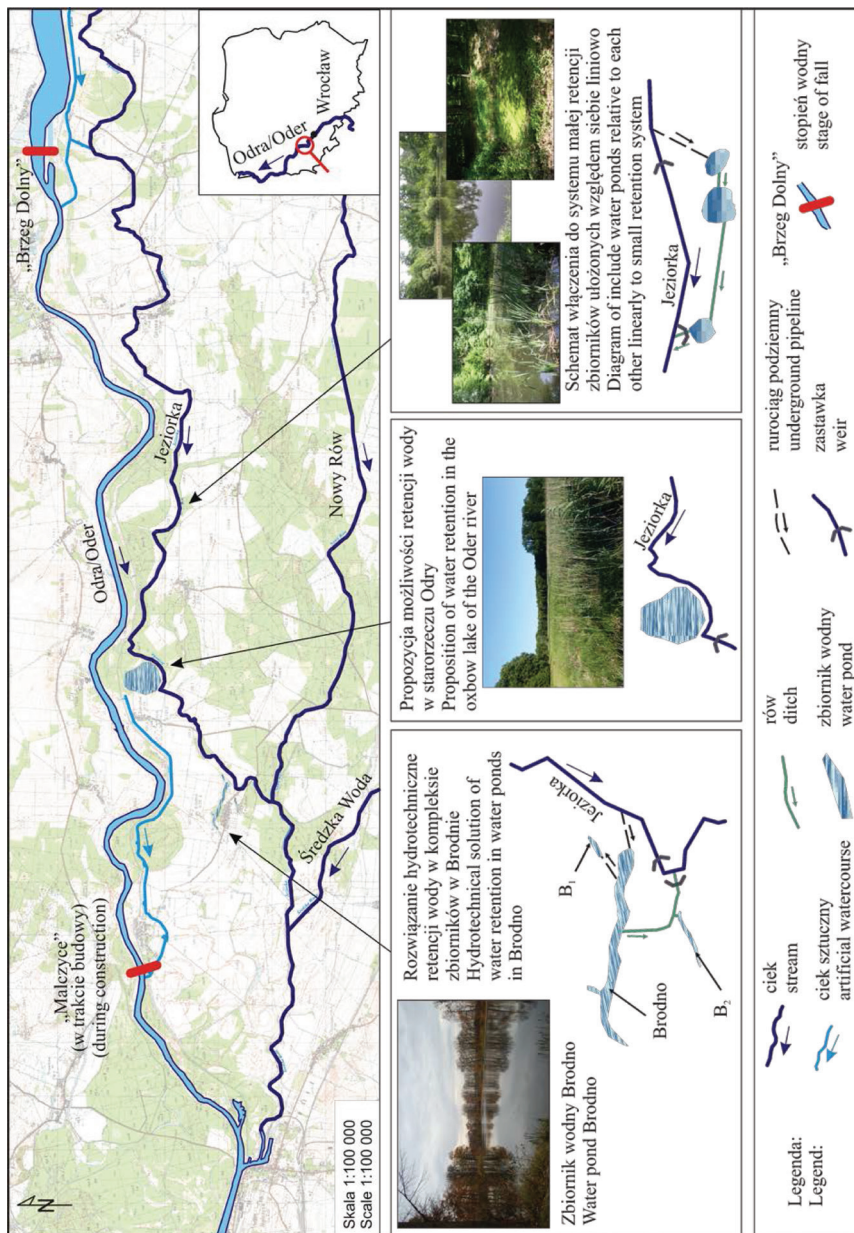 „Brzeg Dolny”
Odra/Oder
Jeziorka
Nowy Rów
Średzka Woda
„Malczyce”
(w trakcie budowy)
(during construction)
N
Skala 1:100 000
Scale 1:100 000
Odra/Oder
Wrocław
Rozwiązanie hydrotechniczne
retencji wody w kompleksie
zbiorników w Brodnie
Hydrotechnical solution of
water retention in water ponds
in Brodno
Zbiornik wodny Brodno
Water pond Brodno
Brodno
B₁
B₂
Jeziorka
Propozycja możliwości retencji wody
w starorzeczu Odry
Proposition of water retention in the
oxbow lake of the Oder river
Jeziorka
Schemat włączenia do systemu małej retencji
zbiorników ułożonych względem siebie liniowo
Diagram of include water ponds relative to each
other linearly to small retention system
Jeziorka
Legenda:
Legend:
ciek
stream
ciek sztuczny
artificial watercourse
rów
ditch
zbiornik wodny
water pond
rurociąg podziemny
underground pipeline
zastawka
weir
„Brzeg Dolny”
stopień wodny
stage of fall